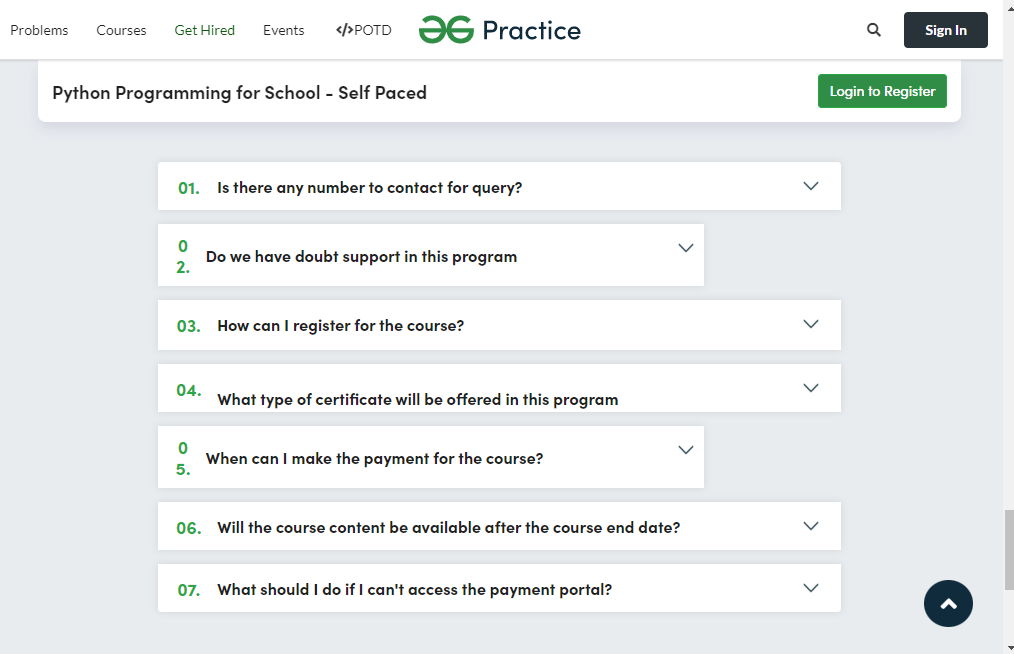 Problems Courses Get Hired Events </>POTD Practice Sign In
Python Programming for School - Self Paced Login to Register
01. Is there any number to contact for query?
0
2. Do we have doubt support in this program
03. How can I register for the course?
04. What type of certificate will be offered in this program
0
5. When can I make the payment for the course?
06. Will the course content be available after the course end date?
07. What should I do if I can't access the payment portal?